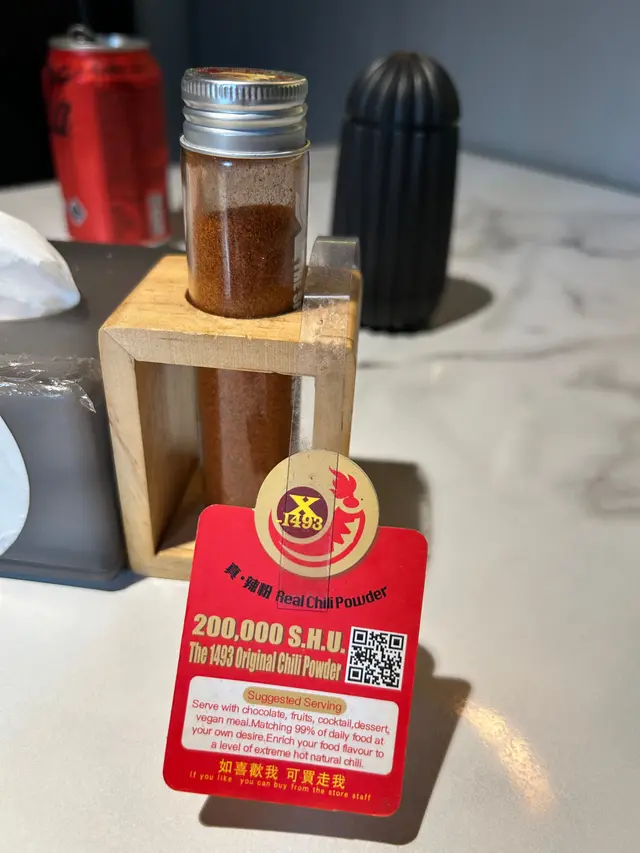 X
-1493
真·辣粉 Real Chili Powder
200,000 S.H.U.
The 1493 Original Chili Powder
Suggested Serving
Serve with chocolate, fruits, cocktail,dessert,
vegan meal.Matching 99% of daily food at
your own desire.Enrich your food flavour to
a level of extreme hot natural chili.
如喜歡我 可買走我
If you like you can buy from the store staff